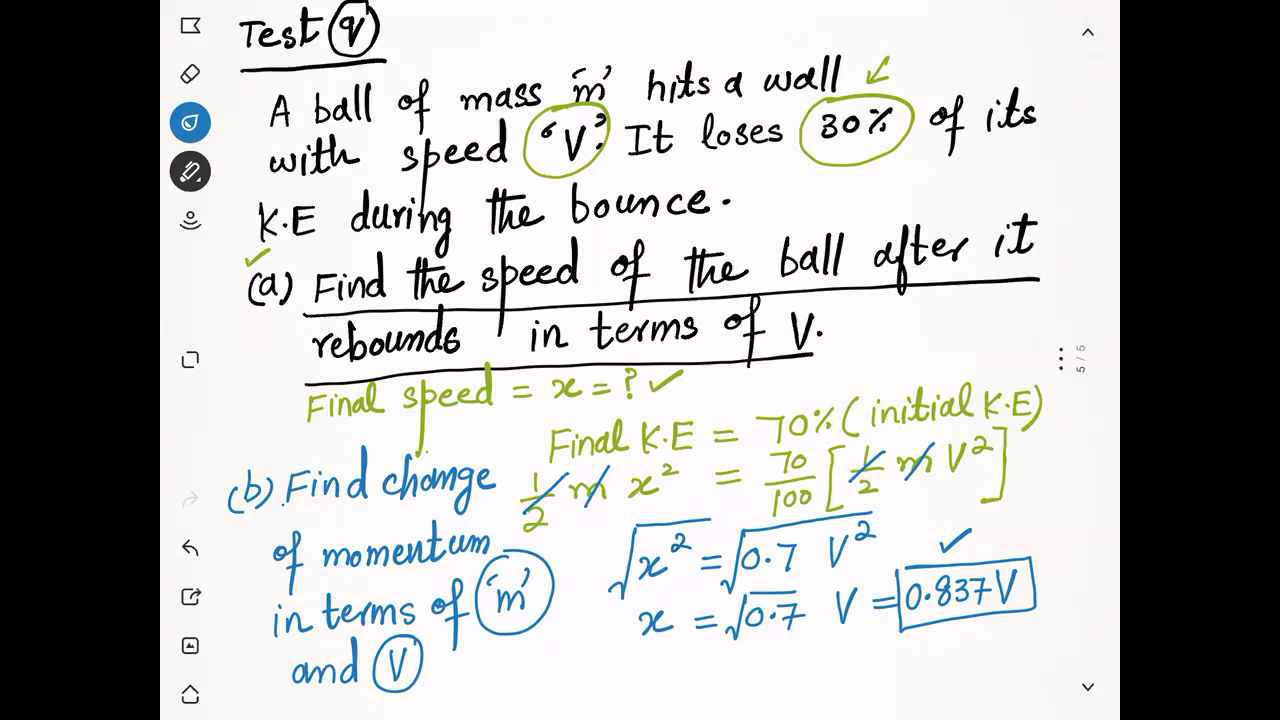 Test q
A ball of mass 'm' hits a wall
with speed 'V'. It loses 30% of its
K.E during the bounce.
(a) Find the speed of the ball after it
rebounds in terms of V.
Final speed = x = ? ✓
Final K.E = 70% (initial K.E)
1/2 m x² = 70/100 [1/2 m V²]
√x² = √0.7 V²
x = √0.7 V = 0.837V
(b) Find change
of momentum
in terms of 'm'
and V
5 / 5